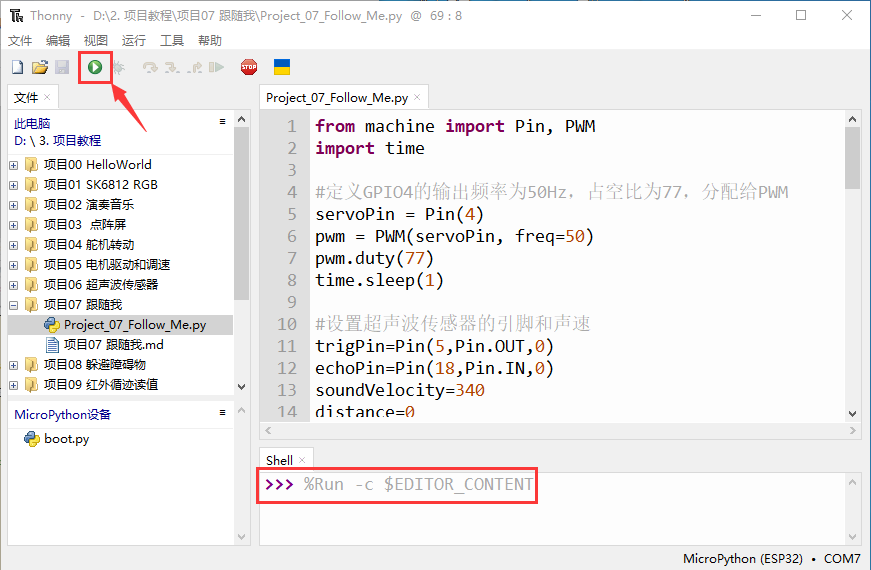 Thonny - D:\2. 项目教程\项目07 跟随我\Project_07_Follow_Me.py @ 69 : 8
文件 编辑 视图 运行 工具 帮助
STOP
文件 ×
此电脑 ≡
D: \ 3. 项目教程
项目00 HelloWorld
项目01 SK6812 RGB
项目02 演奏音乐
项目03 点阵屏
项目04 舵机转动
项目05 电机驱动和调速
项目06 超声波传感器
项目07 跟随我
Project_07_Follow_Me.py
项目07 跟随我.md
项目08 躲避障碍物
项目09 红外循迹读值
MicroPython设备 ≡
boot.py
Project_07_Follow_Me.py ×
1 from machine import Pin, PWM
2 import time
3
4 #定义GPIO4的输出频率为50Hz，占空比为77，分配给PWM
5 servoPin = Pin(4)
6 pwm = PWM(servoPin, freq=50)
7 pwm.duty(77)
8 time.sleep(1)
9
10 #设置超声波传感器的引脚和声速
11 trigPin=Pin(5,Pin.OUT,0)
12 echoPin=Pin(18,Pin.IN,0)
13 soundVelocity=340
14 distance=0
Shell ×
>>> %Run -c $EDITOR_CONTENT
MicroPython (ESP32) • COM7